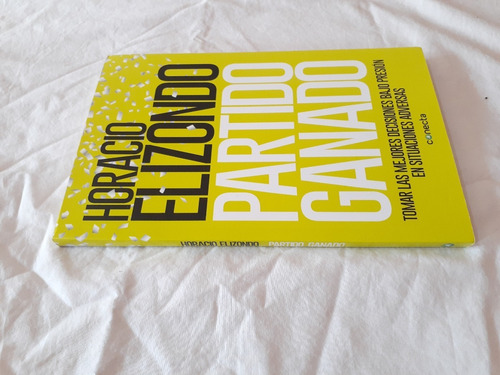 HORACIO
ELIZONDO
PARTIDO
GANADO
TOMAR LAS MEJORES DECISIONES BAJO PRESIÓN
EN SITUACIONES ADVERSAS
conecta
HORACIO ELIZONDO PARTIDO GANADO